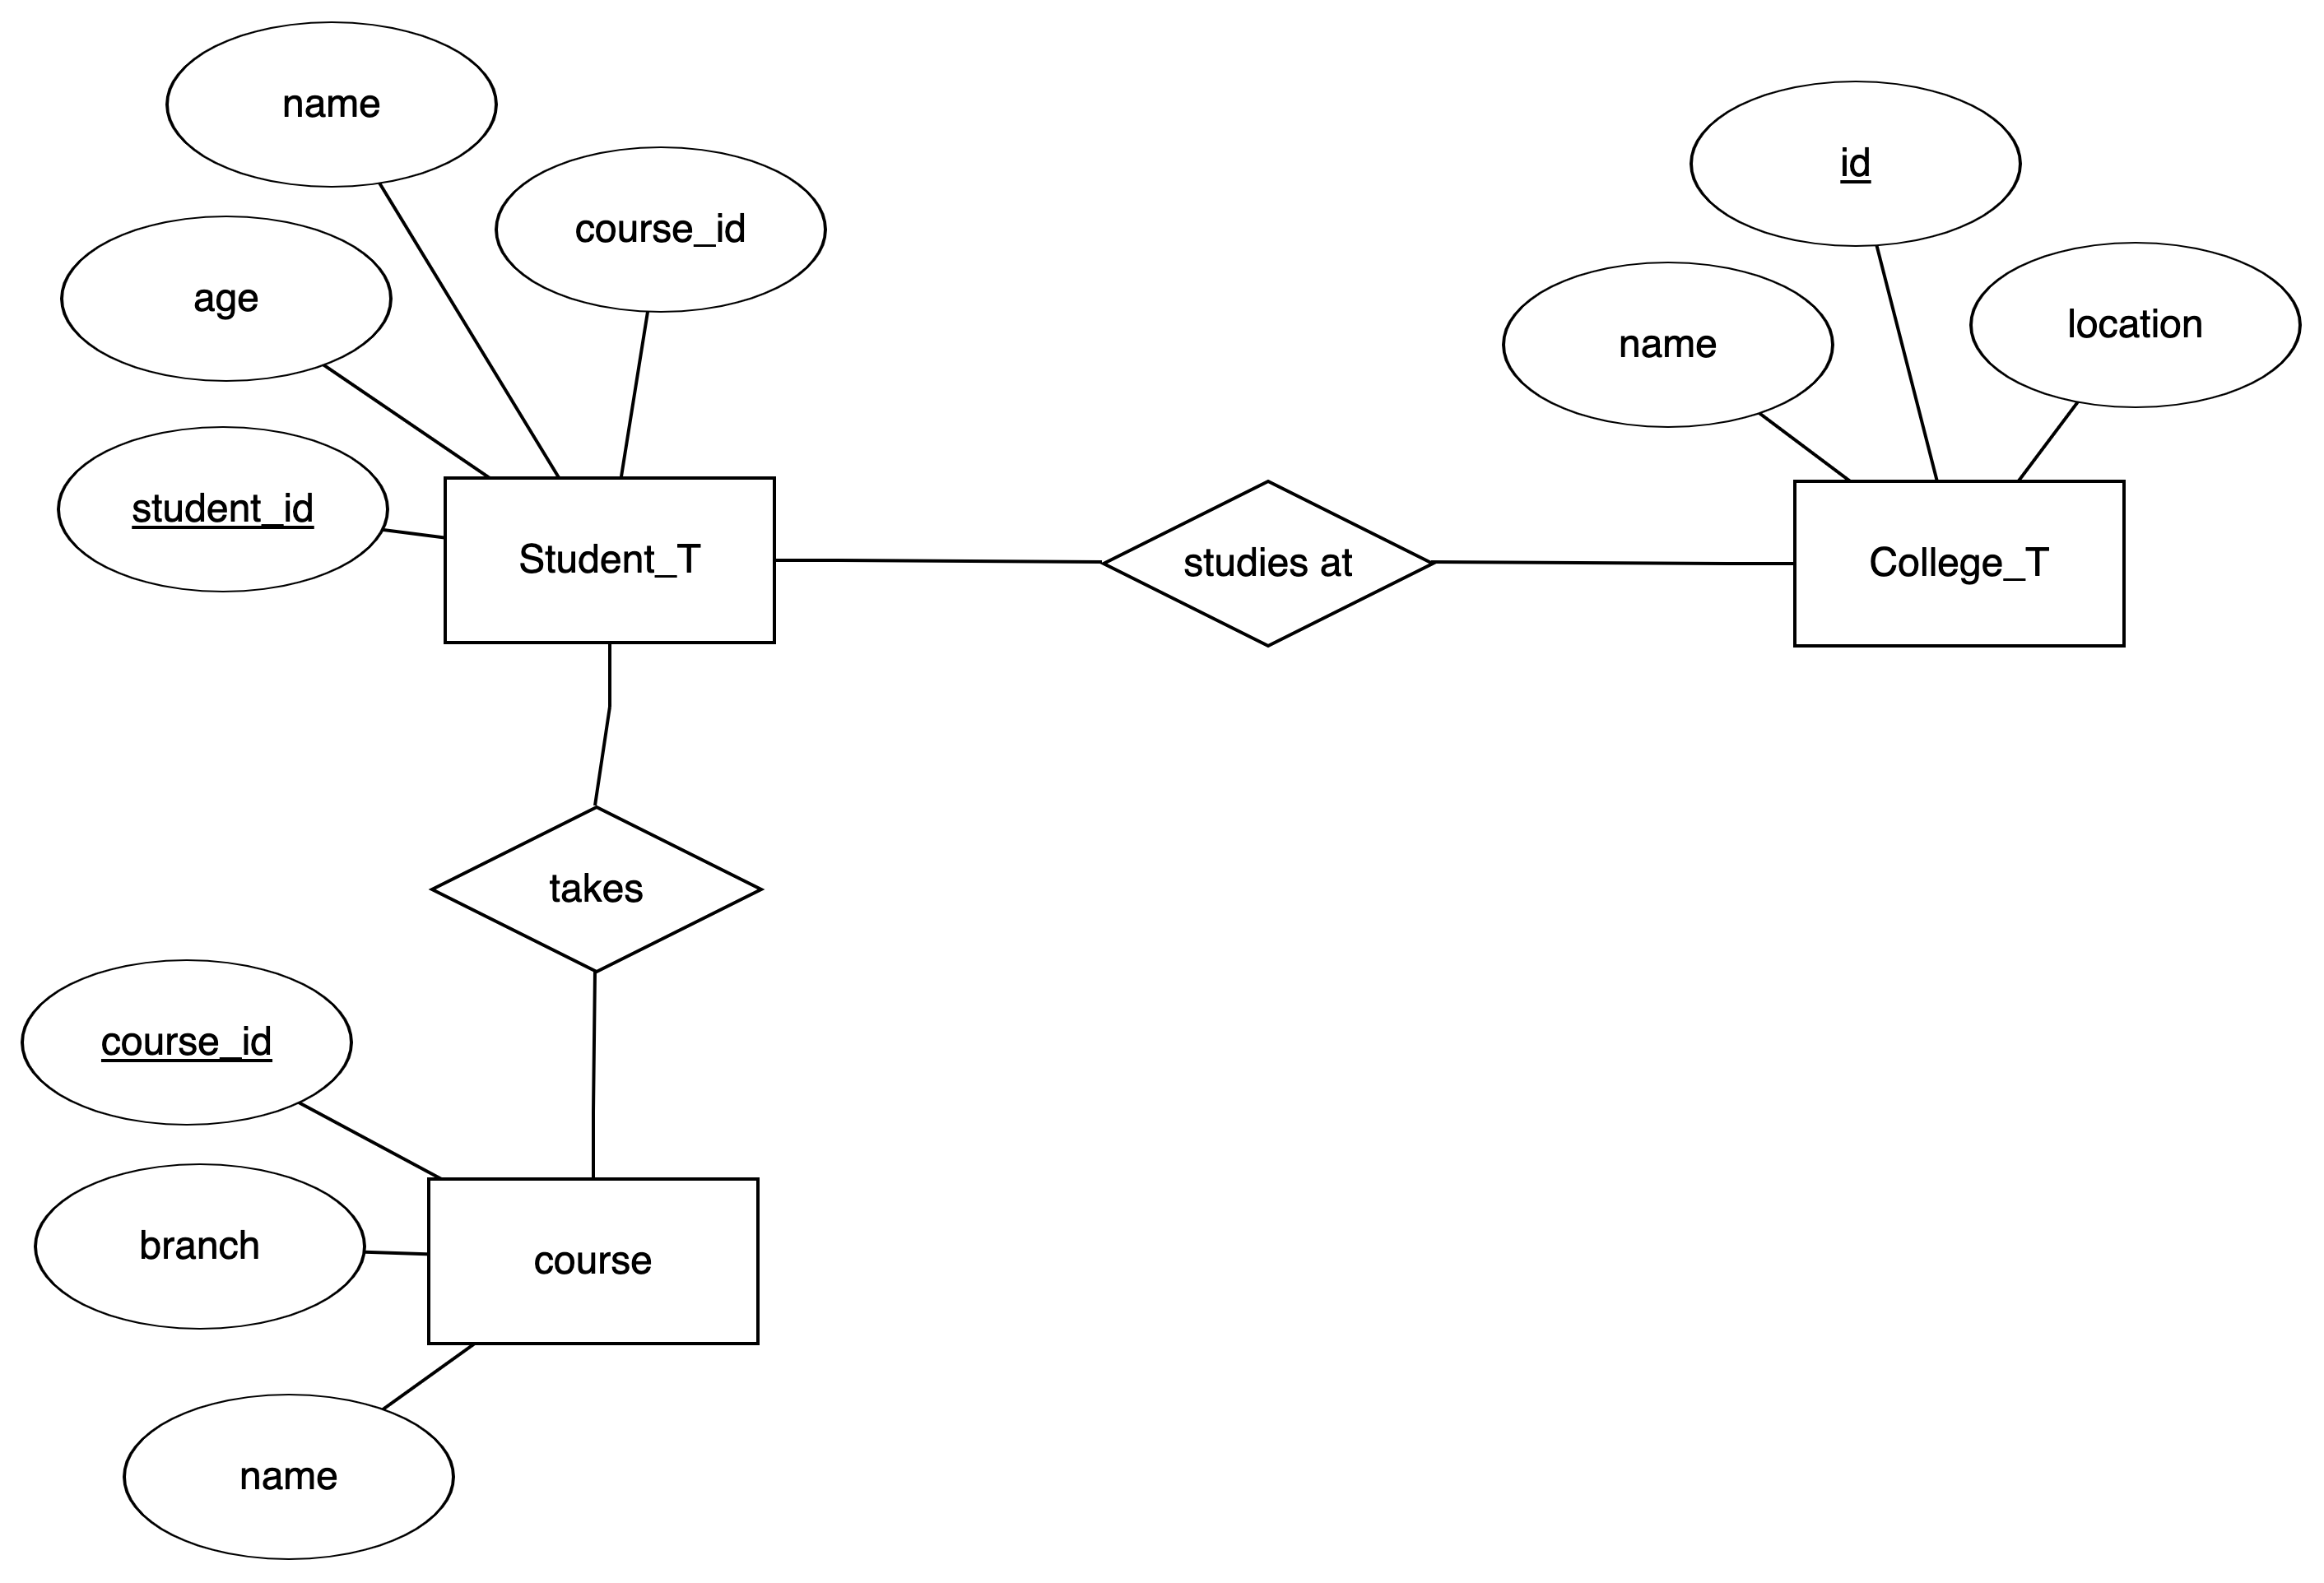 name
course_id
age
student_id
Student_T
studies at
id
name
location
College_T
takes
course_id
branch
course
name